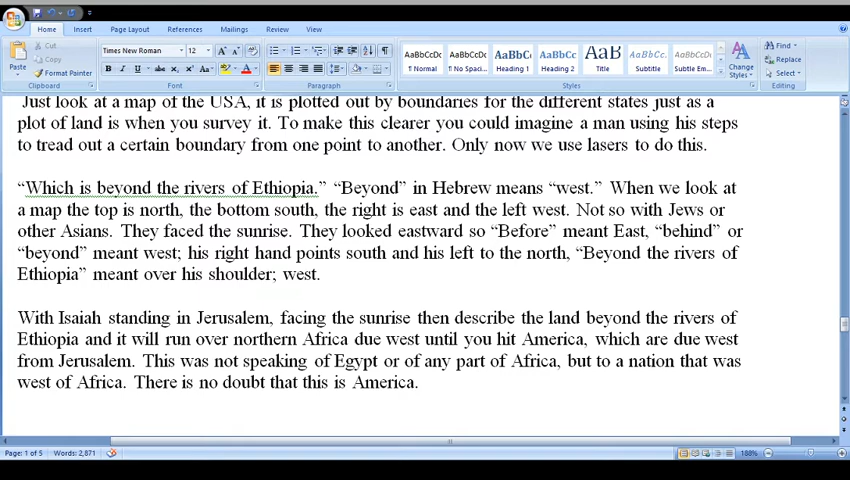 Home Insert Page Layout References Mailings Review View
Paste
Cut
Copy
Format Painter
Clipboard
Times New Roman 12
B I U abc x₂ x² Aa
Font
Paragraph
AaBbCcDc AaBbCcDc AaBbC AaBbCc AaB AaBbCc. AaBbCcDc
¶ Normal ¶ No Spaci... Heading 1 Heading 2 Title Subtitle Subtle Em...
Styles
Change
Styles
Find
Replace
Select
Editing
Just look at a map of the USA, it is plotted out by boundaries for the different states just as a
plot of land is when you survey it. To make this clearer you could imagine a man using his steps
to tread out a certain boundary from one point to another. Only now we use lasers to do this.
“Which is beyond the rivers of Ethiopia.” “Beyond” in Hebrew means “west.” When we look at
a map the top is north, the bottom south, the right is east and the left west. Not so with Jews or
other Asians. They faced the sunrise. They looked eastward so “Before” meant East, “behind” or
“beyond” meant west; his right hand points south and his left to the north, “Beyond the rivers of
Ethiopia” meant over his shoulder; west.
With Isaiah standing in Jerusalem, facing the sunrise then describe the land beyond the rivers of
Ethiopia and it will run over northern Africa due west until you hit America, which are due west
from Jerusalem. This was not speaking of Egypt or of any part of Africa, but to a nation that was
west of Africa. There is no doubt that this is America.
Page: 1 of 5 Words: 2,871 188%